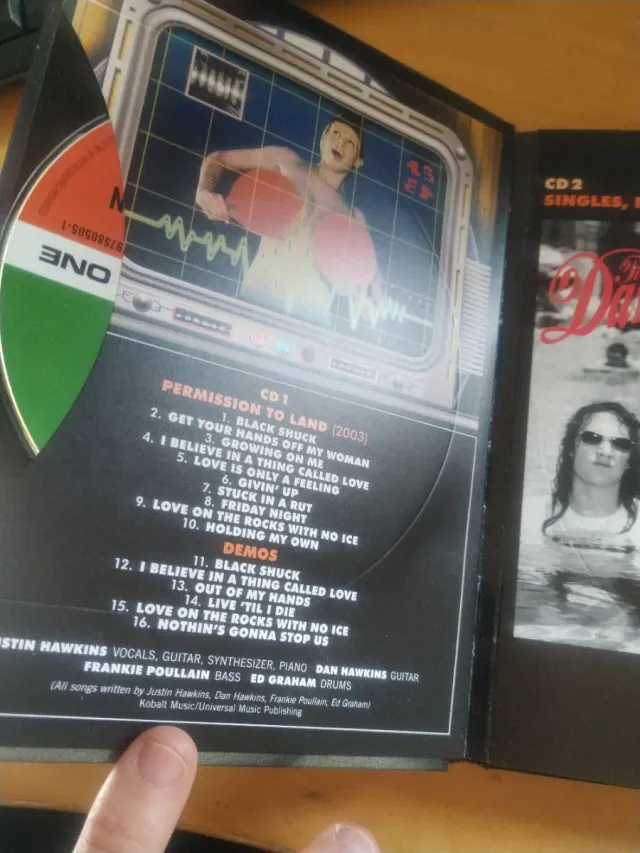 N
975880505-1
ONE
CD 1
PERMISSION TO LAND (2003)
1. BLACK SHUCK
2. GET YOUR HANDS OFF MY WOMAN
3. GROWING ON ME
4. I BELIEVE IN A THING CALLED LOVE
5. LOVE IS ONLY A FEELING
6. GIVIN' UP
7. STUCK IN A RUT
8. FRIDAY NIGHT
9. LOVE ON THE ROCKS WITH NO ICE
10. HOLDING MY OWN
DEMOS
11. BLACK SHUCK
12. I BELIEVE IN A THING CALLED LOVE
13. OUT OF MY HANDS
14. LIVE 'TIL I DIE
15. LOVE ON THE ROCKS WITH NO ICE
16. NOTHIN'S GONNA STOP US
USTIN HAWKINS VOCALS, GUITAR, SYNTHESIZER, PIANO DAN HAWKINS GUITAR
FRANKIE POULLAIN BASS ED GRAHAM DRUMS
(All songs written by Justin Hawkins, Dan Hawkins, Frankie Poullain, Ed Graham)
Kobalt Music/Universal Music Publishing
CD 2
SINGLES,